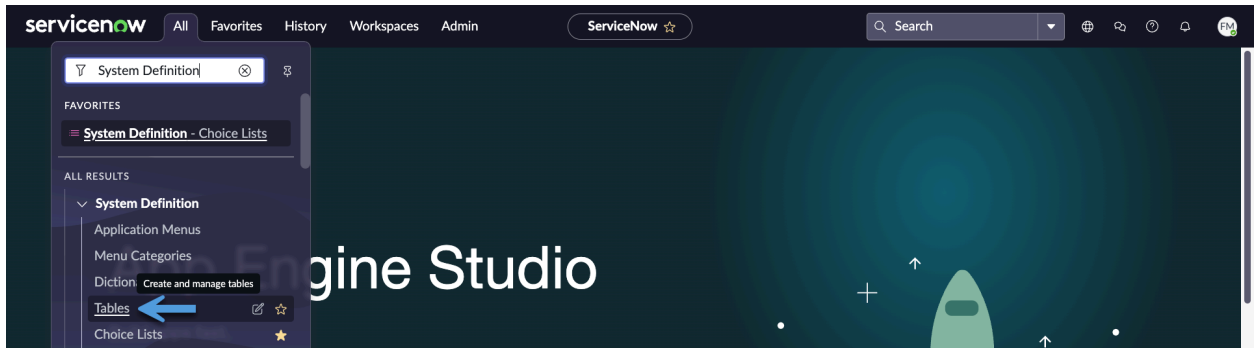 servicenow All Favorites History Workspaces Admin ServiceNow Search FM
System Definition
FAVORITES
System Definition - Choice Lists
ALL RESULTS
System Definition
Application Menus
Menu Categories
Engine Studio
Create and manage tables
Tables
Choice Lists